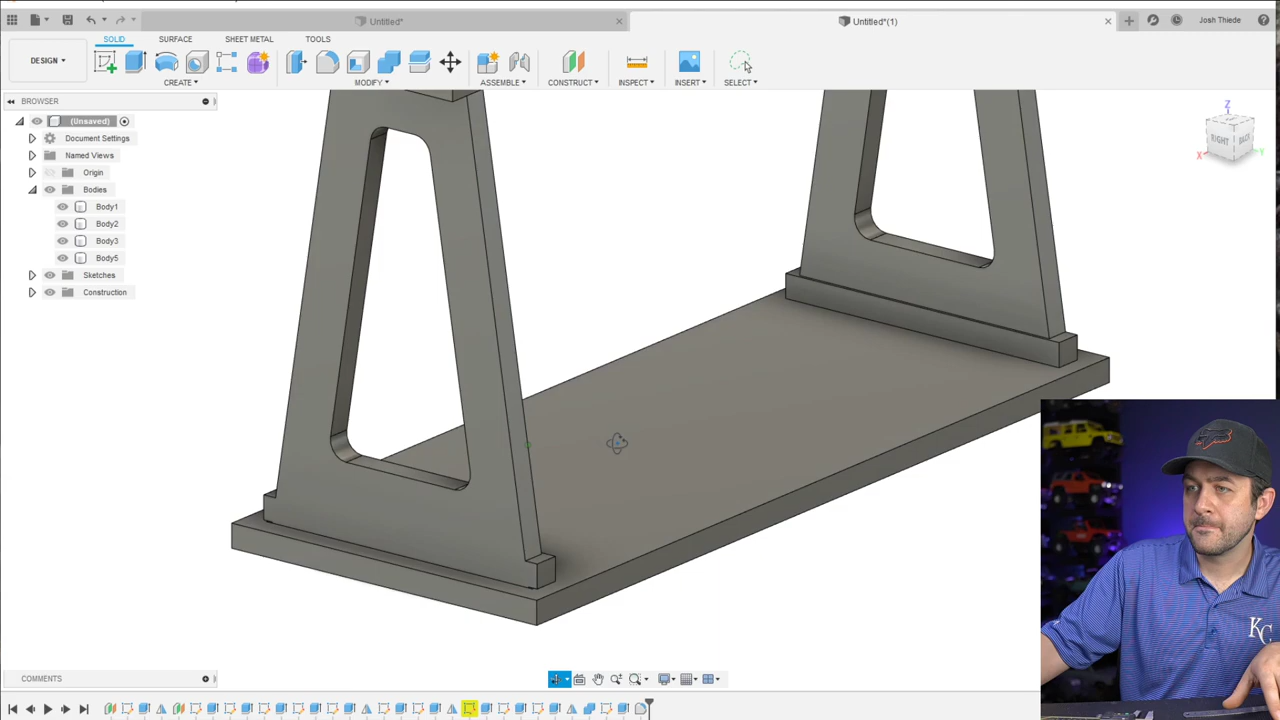 Untitled*
Untitled*(1)
Josh Thiede
DESIGN
SOLID
SURFACE
SHEET METAL
TOOLS
CREATE
MODIFY
ASSEMBLE
CONSTRUCT
INSPECT
INSERT
SELECT
BROWSER
(Unsaved)
Document Settings
Named Views
Origin
Bodies
Body1
Body2
Body3
Body5
Sketches
Construction
Z
RIGHT
BACK
X
Y
KC
COMMENTS